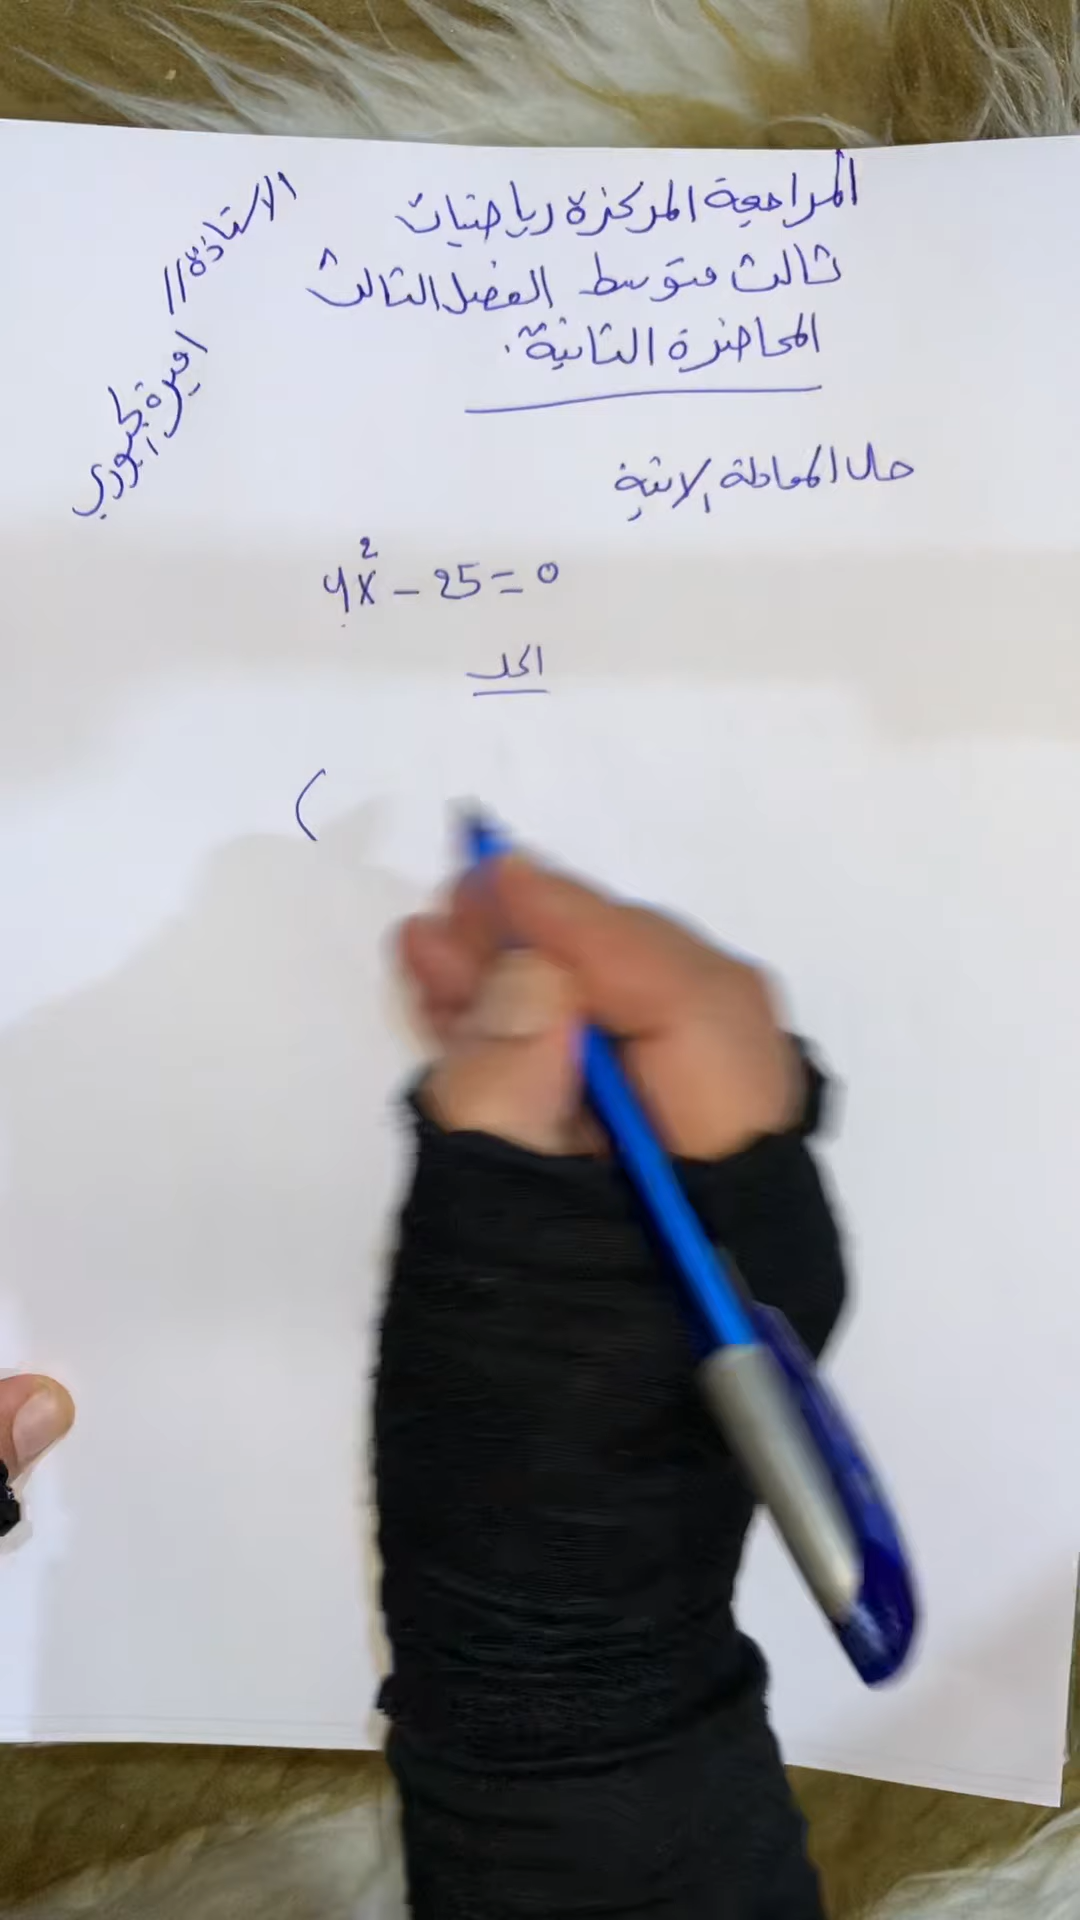 المراجعة المركزة رياضيات
ثالث متوسط الفصل الثالث
المحاضرة الثانية.
الاستاذة //
اميرة الجبوري
حل المعادلة الاتية
4x² - 25 = 0
الحل
(